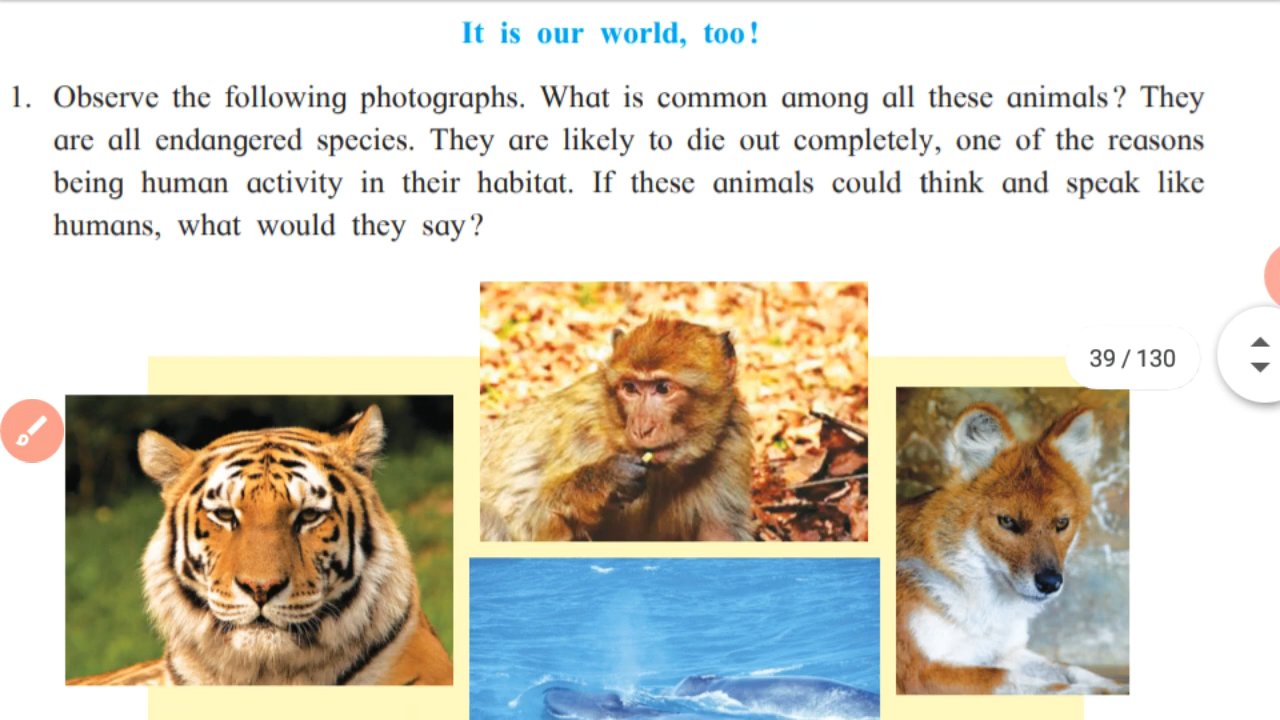 It is our world, too!
1. Observe the following photographs. What is common among all these animals? They
are all endangered species. They are likely to die out completely, one of the reasons
being human activity in their habitat. If these animals could think and speak like
humans, what would they say?
39 / 130